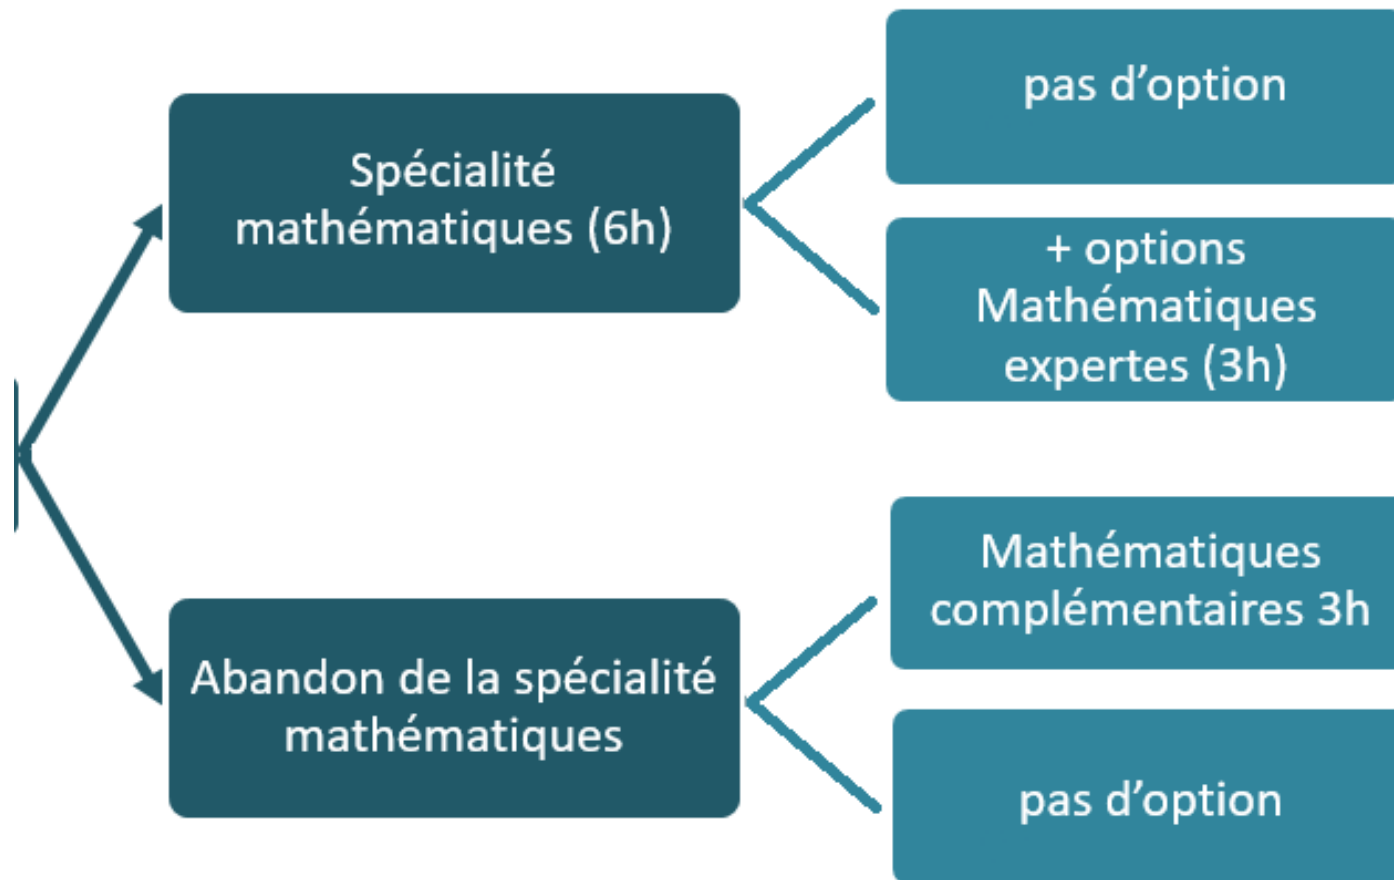 Spécialité
mathématiques (6h)
pas d’option
+ options
Mathématiques
expertes (3h)
Abandon de la spécialité
mathématiques
Mathématiques
complémentaires 3h
pas d’option